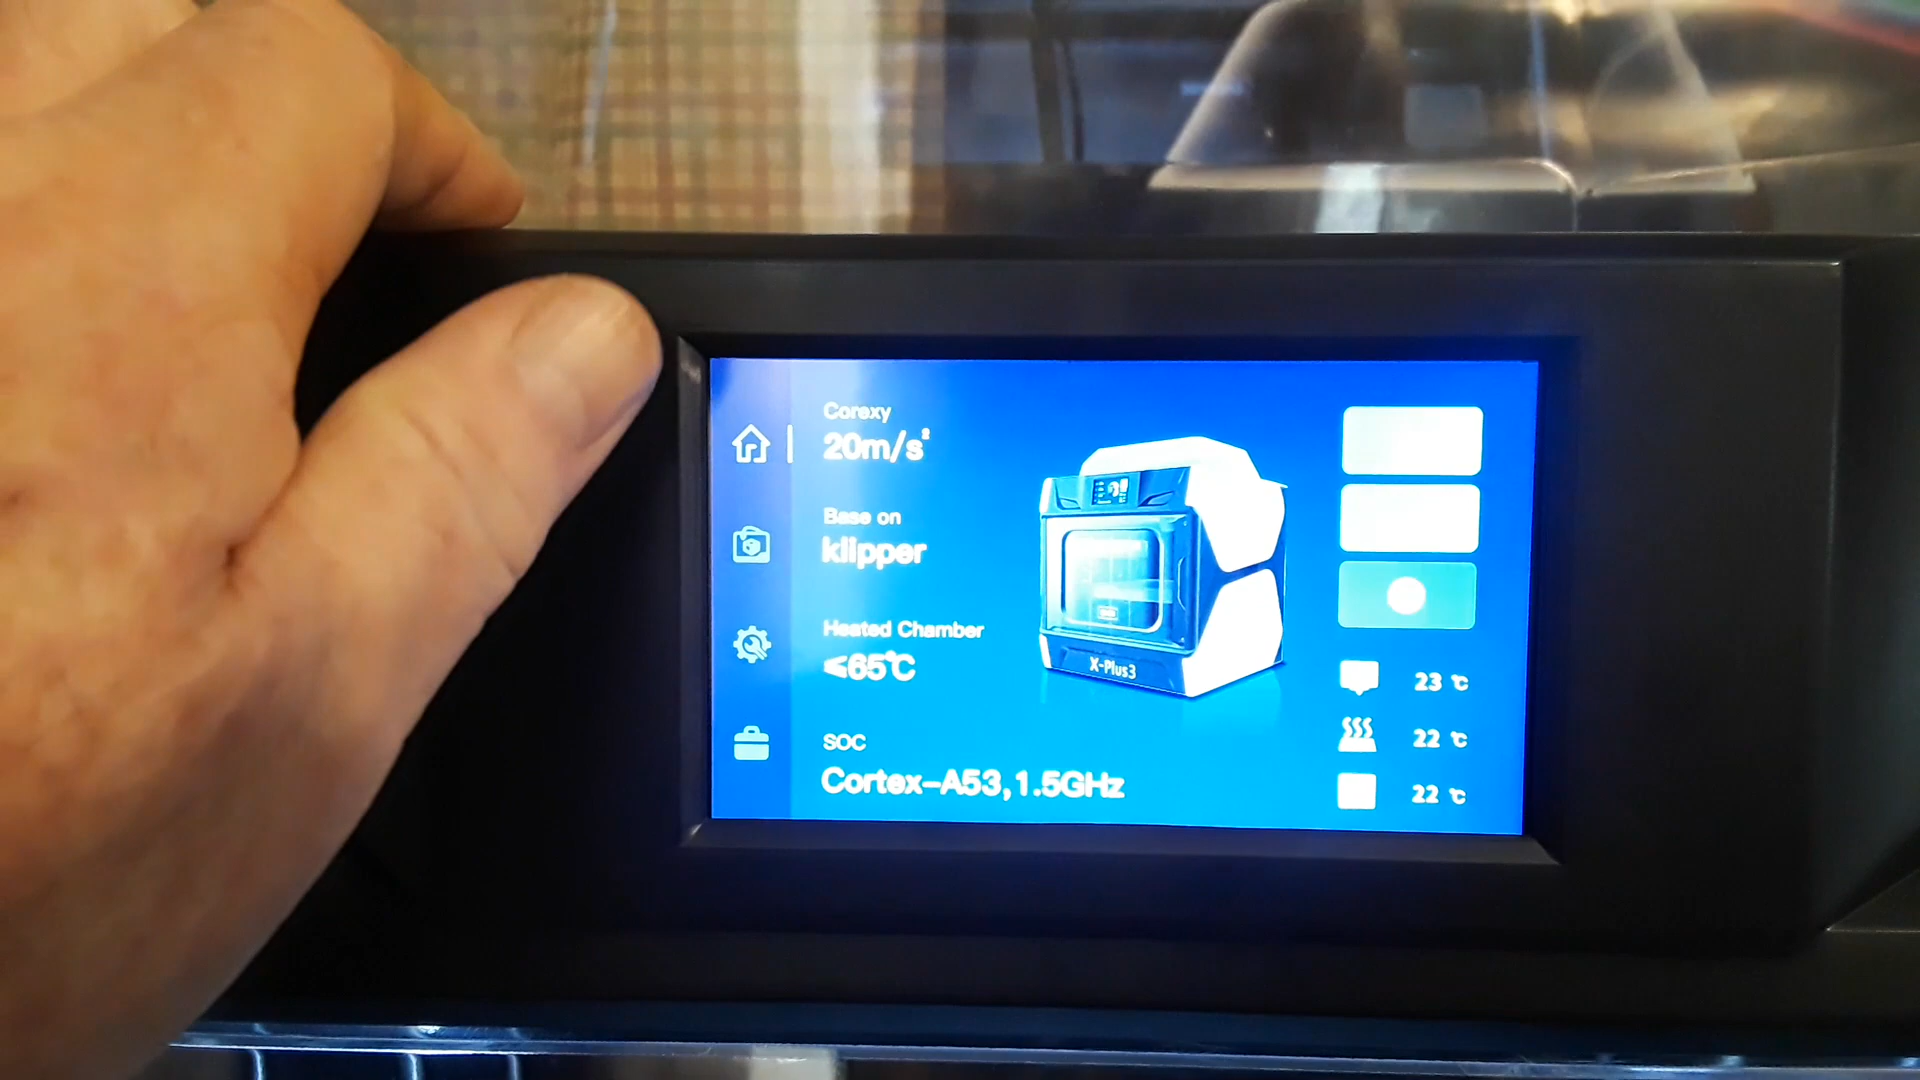 Corexy
20m/s²
Base on
klipper
Heated Chamber
≤65℃
SOC
Cortex-A53,1.5GHz
X-Plus3
23 ℃
22 ℃
22 ℃